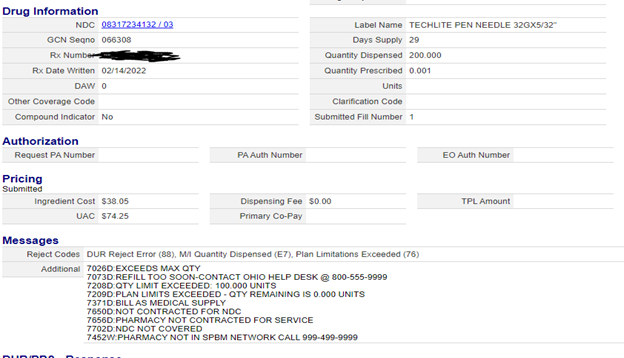 Drug Information
NDC 08317234132 / 03 Label Name TECHLITE PEN NEEDLE 32GX5/32"
GCN Seqno 066308 Days Supply 29
Rx Number Quantity Dispensed 200.000
Rx Date Written 02/14/2022 Quantity Prescribed 0.001
DAW 0 Units
Other Coverage Code Clarification Code
Compound Indicator No Submitted Fill Number 1
Authorization
Request PA Number PA Auth Number EO Auth Number
Pricing
Submitted
Ingredient Cost $38.05 Dispensing Fee $0.00 TPL Amount
UAC $74.25 Primary Co-Pay
Messages
Reject Codes DUR Reject Error (88), M/I Quantity Dispensed (E7), Plan Limitations Exceeded (76)
Additional 7026D:EXCEEDS MAX QTY
7073D:REFILL TOO SOON-CONTACT OHIO HELP DESK @ 800-555-9999
7208D:QTY LIMIT EXCEEDED: 100.000 UNITS
7209D:PLAN LIMITS EXCEEDED - QTY REMAINING IS 0.000 UNITS
7371D:BILL AS MEDICAL SUPPLY
7650D:NOT CONTRACTED FOR NDC
7656D:PHARMACY NOT CONTRACTED FOR SERVICE
7702D:NDC NOT COVERED
7452W:PHARMACY NOT IN SPBM NETWORK CALL 999-499-9999